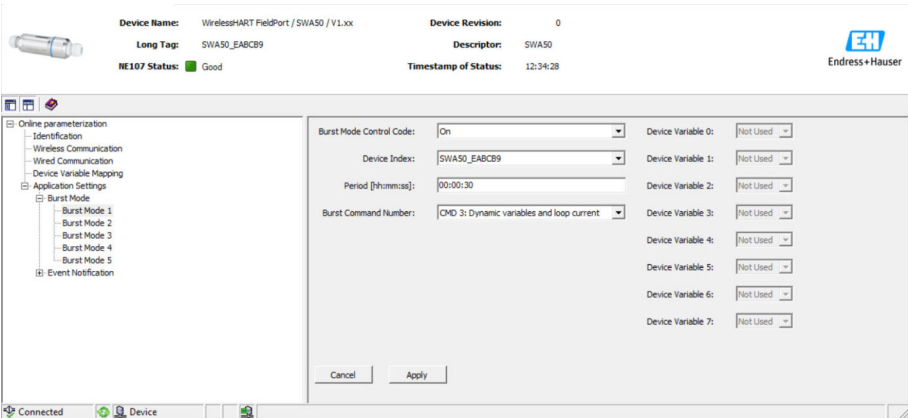 Device Name: WirelessHART FieldPort / SWA50 / V1.xx Device Revision: 0
Long Tag: SWA50_EABCB9 Descriptor: SWA50
NE107 Status: Good Timestamp of Status: 12:34:28
EH
Endress+Hauser
Online parameterization
Identification
Wireless Communication
Wired Communication
Device Variable Mapping
Application Settings
Burst Mode
Burst Mode 1
Burst Mode 2
Burst Mode 3
Burst Mode 4
Burst Mode 5
Event Notification
Burst Mode Control Code: On Device Variable 0: Not Used
Device Index: SWA50_EABCB9 Device Variable 1: Not Used
Period [hh:mm:ss]: 00:00:30 Device Variable 2: Not Used
Burst Command Number: CMD 3: Dynamic variables and loop current Device Variable 3: Not Used
Device Variable 4: Not Used
Device Variable 5: Not Used
Device Variable 6: Not Used
Device Variable 7: Not Used
Cancel Apply
Connected Device